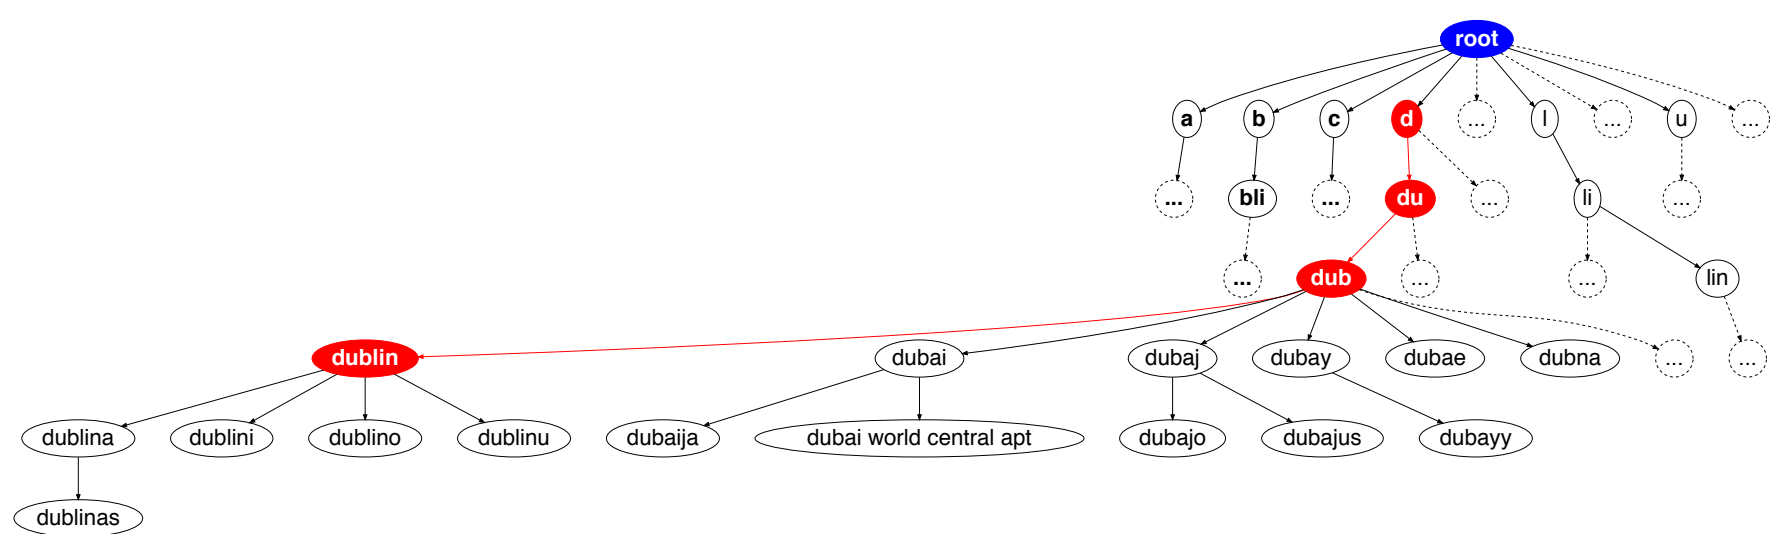 root
a b c d ... l ... u ...
... bli ... du ... li ...
... dub ... ... lin
dublin dubai dubaj dubay dubae dubna ... ...
dublina dublini dublino dublinu dubaija dubai world central apt dubajo dubajus dubayy
dublinas